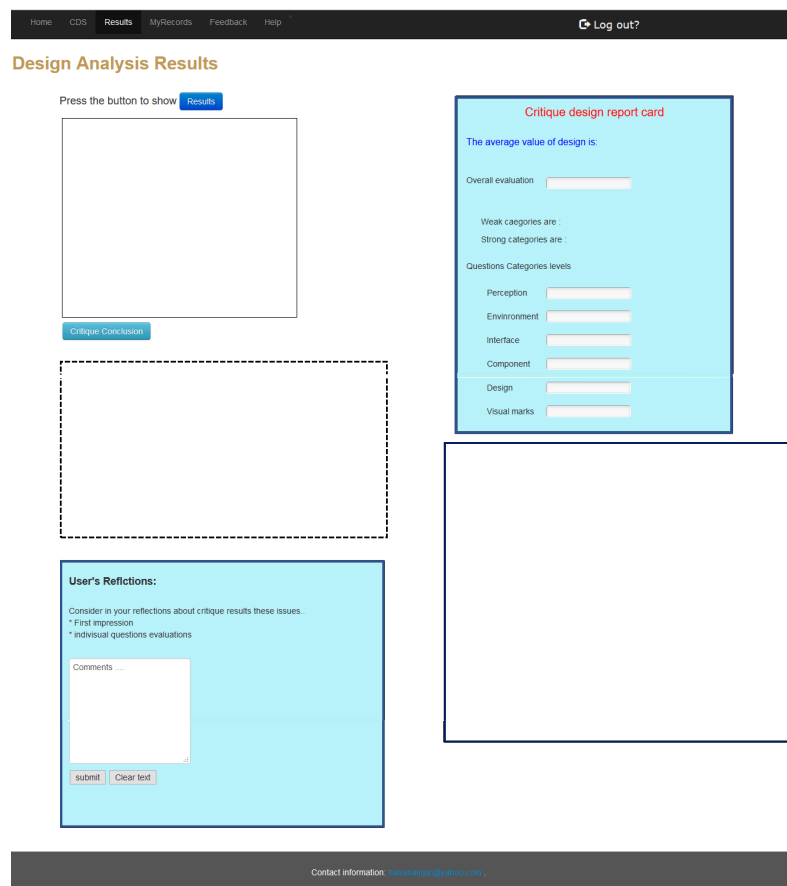 Home CDS Results MyRecords Feedback Help
Log out?
Design Analysis Results
Press the button to show Results
Critique Conclusion
User's Reflctions:
Consider in your reflections about critique results these issues..
* First impression
* indivisual questions evaluations
Comments ....
submit Clear text
Critique design report card
The average value of design is:
Overall evaluation
Weak caegories are :
Strong categories are :
Questions Categories levels
Perception
Envinronment
Interface
Component
Design
Visual marks
Contact information: